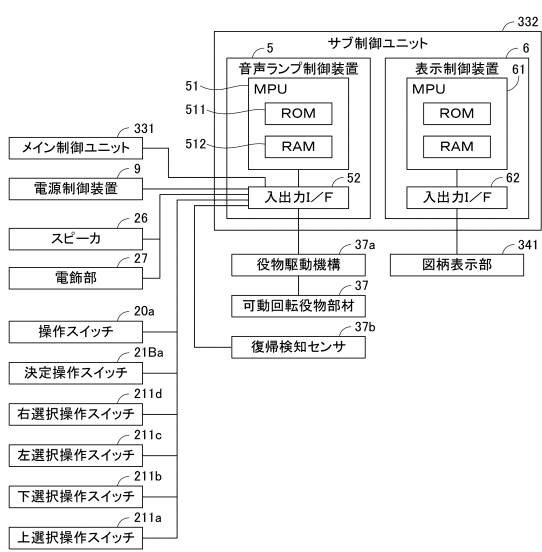 332
サブ制御ユニット
5
音声ランプ制御装置
51
MPU
511
ROM
512
RAM
52
入出力I/F
6
表示制御装置
61
MPU
ROM
RAM
62
入出力I/F
331
メイン制御ユニット
9
電源制御装置
26
スピーカ
27
電飾部
37a
役物駆動機構
37
可動回転役物部材
37b
復帰検知センサ
341
図柄表示部
20a
操作スイッチ
21Ba
決定操作スイッチ
211d
右選択操作スイッチ
211c
左選択操作スイッチ
211b
下選択操作スイッチ
211a
上選択操作スイッチ